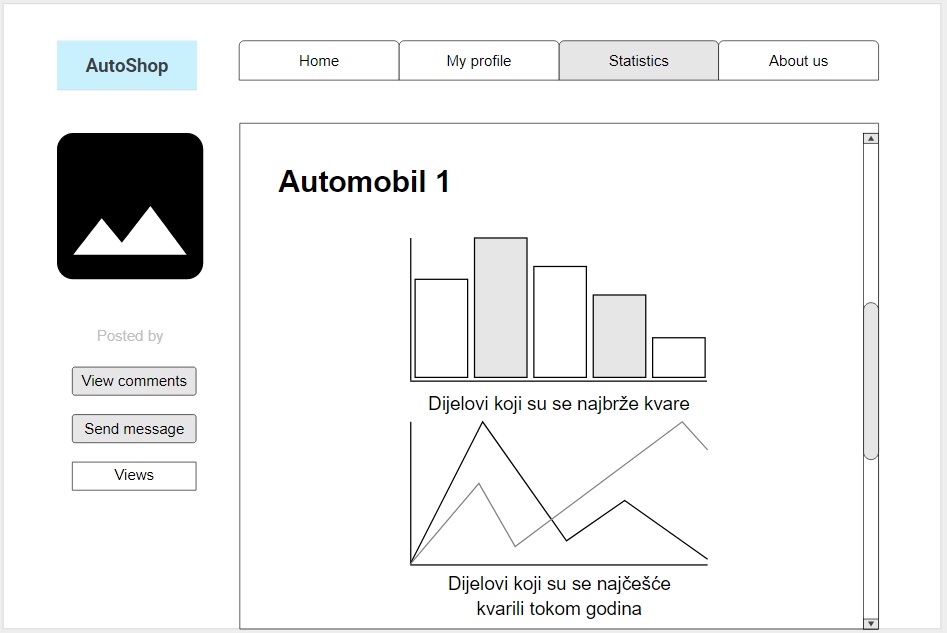 AutoShop
Home
My profile
Statistics
About us
Automobil 1
Posted by
View comments
Send message
Views
Dijelovi koji su se najbrže kvare
Dijelovi koji su se najčešće
kvarili tokom godina